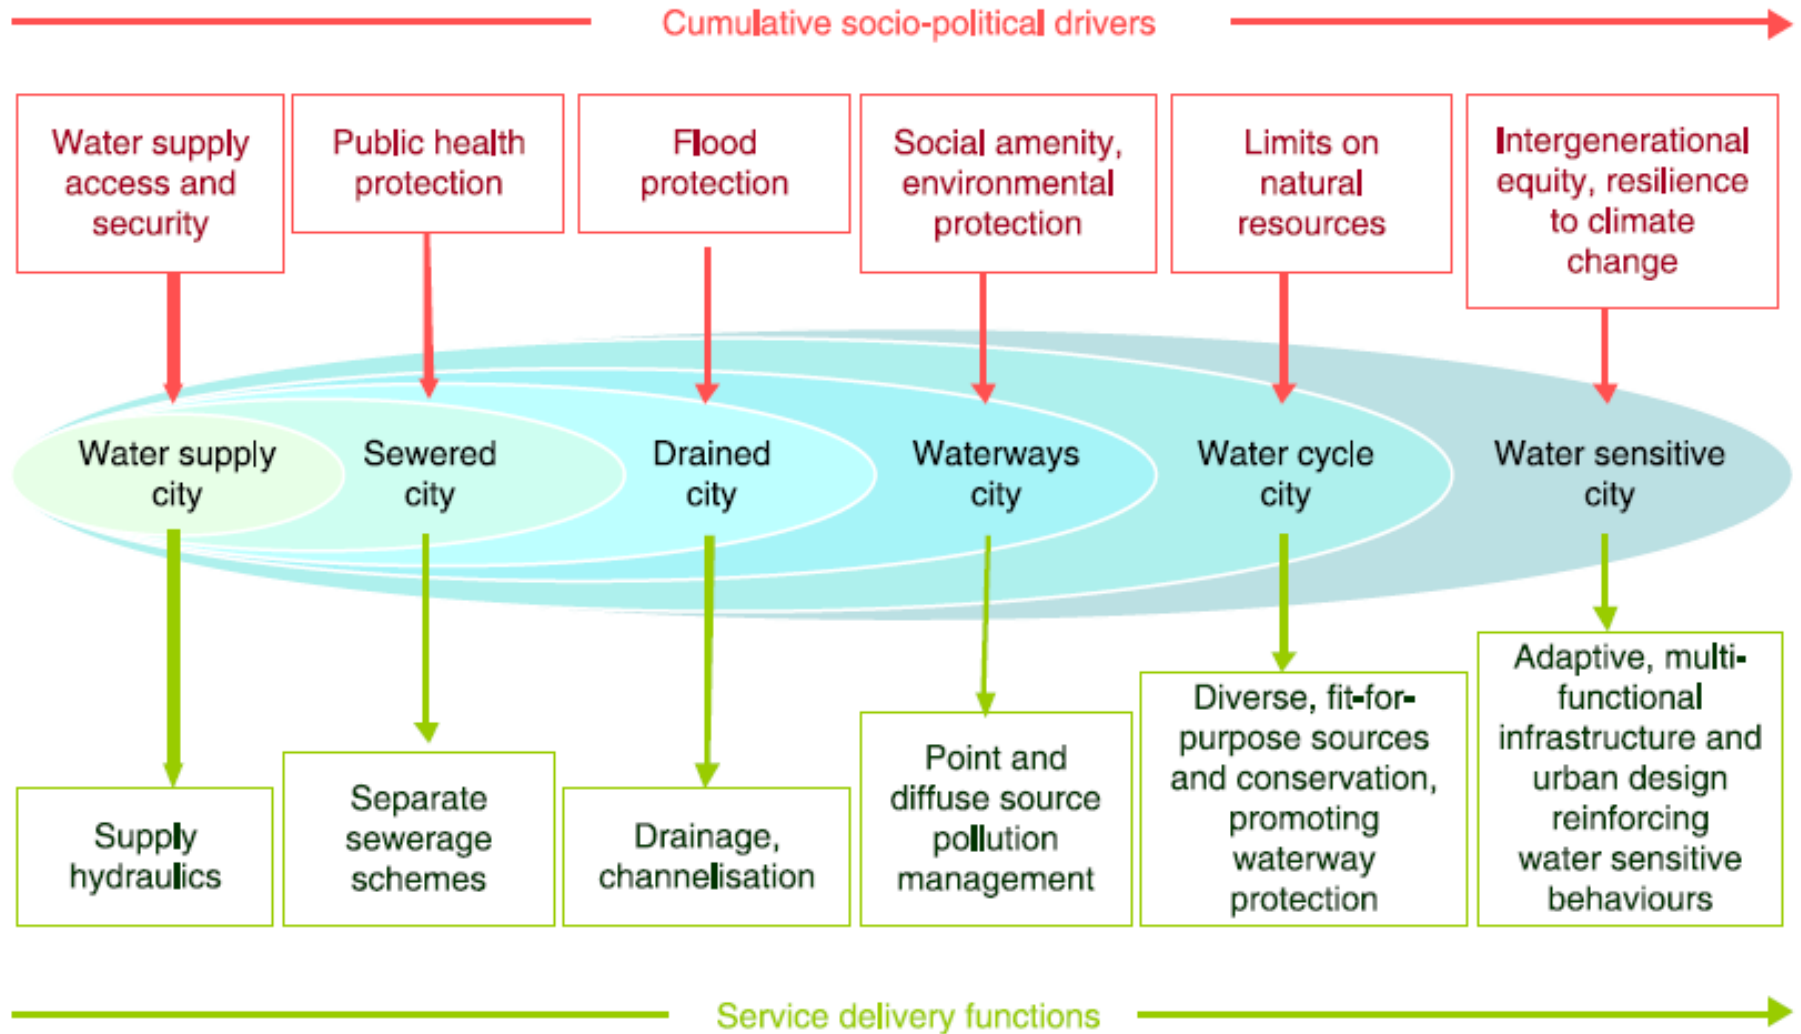 Cumulative socio-political drivers
Water supply
access and
security
Public health
protection
Flood
protection
Social amenity,
environmental
protection
Limits on
natural
resources
Intergenerational
equity, resilience
to climate
change
Water supply
city
Sewered
city
Drained
city
Waterways
city
Water cycle
city
Water sensitive
city
Supply
hydraulics
Separate
sewerage
schemes
Drainage,
channelisation
Point and
diffuse source
pollution
management
Diverse, fit-for-
purpose sources
and conservation,
promoting
waterway
protection
Adaptive, multi-
functional
infrastructure and
urban design
reinforcing
water sensitive
behaviours
Service delivery functions